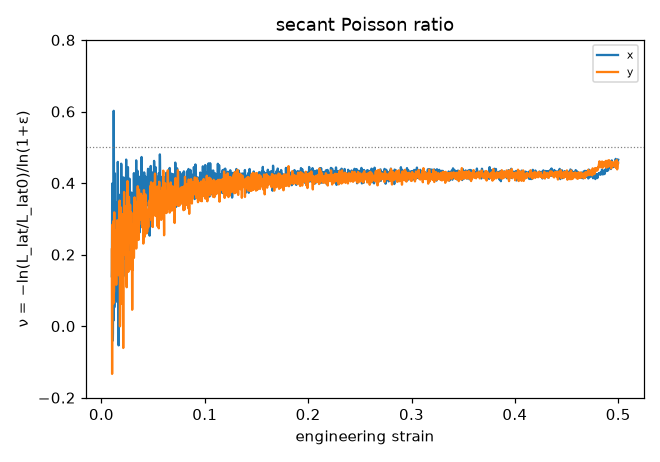 secant Poisson ratio
x
y
ν = −ln(L_lat/L_lat0)/ln(1+ε)
0.8
0.6
0.4
0.2
0.0
−0.2
0.0 0.1 0.2 0.3 0.4 0.5
engineering strain